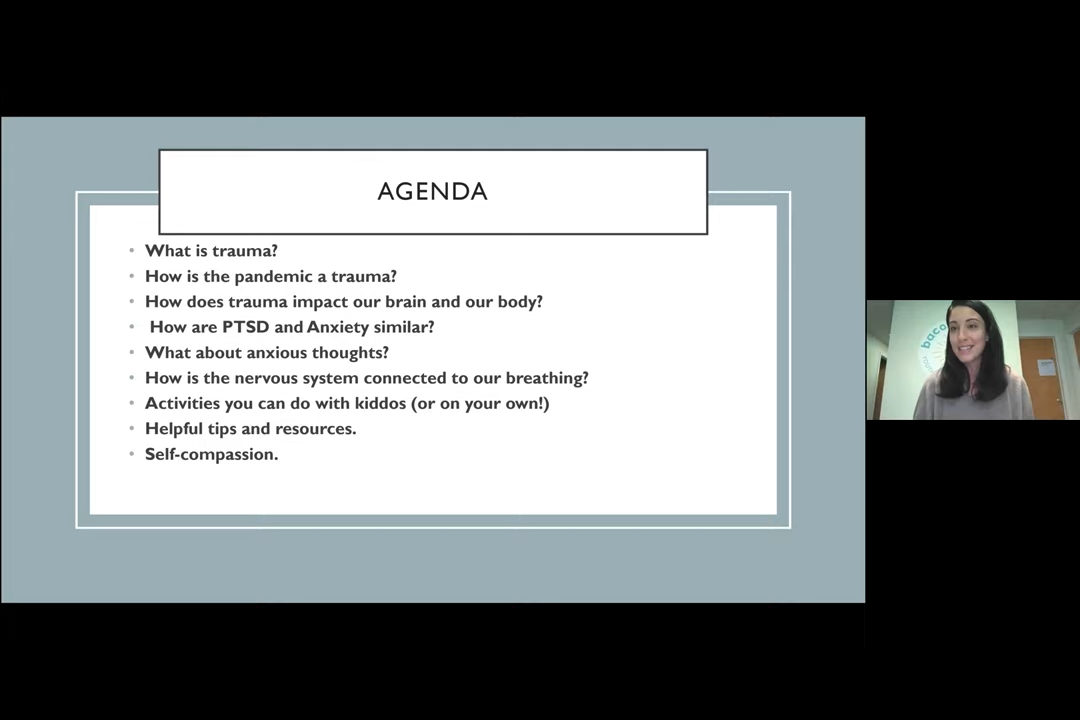 AGENDA
• What is trauma?
• How is the pandemic a trauma?
• How does trauma impact our brain and our body?
• How are PTSD and Anxiety similar?
• What about anxious thoughts?
• How is the nervous system connected to our breathing?
• Activities you can do with kiddos (or on your own!)
• Helpful tips and resources.
• Self-compassion.